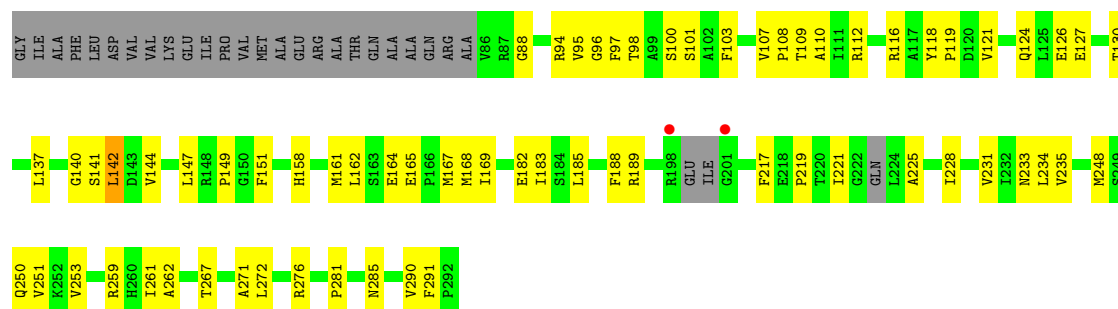 GLY ILE ALA PHE LEU ASP VAL VAL LYS GLU ILE PRO VAL MET ALA GLU ARG ALA THR GLN ALA ALA GLN ARG ALA V86 R87 G88 R94 V95 G96 F97 T98 A99 S100 S101 A102 F103 V107 P108 T109 A110 I111 R112 R116 A117 Y118 P119 D120 V121 Q124 L125 E126 E127 T130
L137 G140 S141 L142 D143 V144 L147 R148 P149 G150 F151 H158 M161 L162 S163 E164 E165 P166 M167 M168 I169 E182 I183 S184 L185 F188 R189 R198 GLU ILE G201 F217 E218 P219 T220 I221 G222 GLN L224 A225 I228 V231 I232 N233 L234 V235 M248 S249
Q250 V251 K252 V253 R259 H260 I261 A262 T267 A271 L272 R276 P281 N285 V290 F291 P292